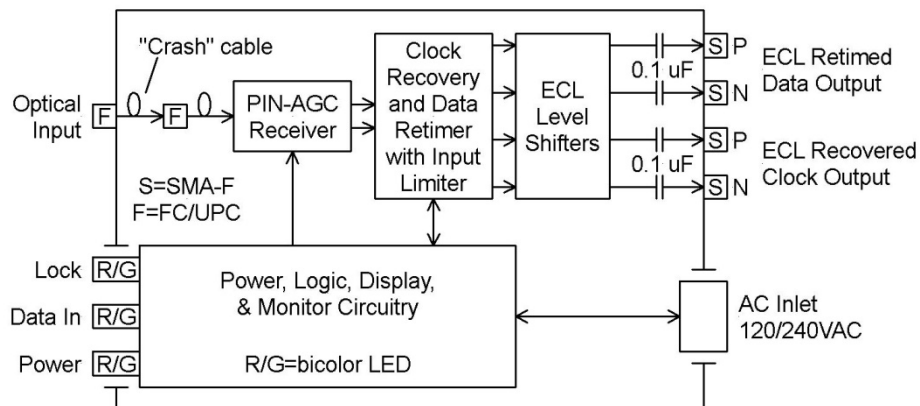 "Crash" cable
Optical
Input
F
F
PIN-AGC
Receiver
Clock
Recovery
and Data
Retimer
with Input
Limiter
ECL
Level
Shifters
0.1 uF
0.1 uF
S P
S N
S P
S N
ECL Retimed
Data Output
ECL Recovered
Clock Output
S=SMA-F
F=FC/UPC
Lock R/G
Data In R/G
Power R/G
Power, Logic, Display,
& Monitor Circuitry
R/G=bicolor LED
AC Inlet
120/240VAC